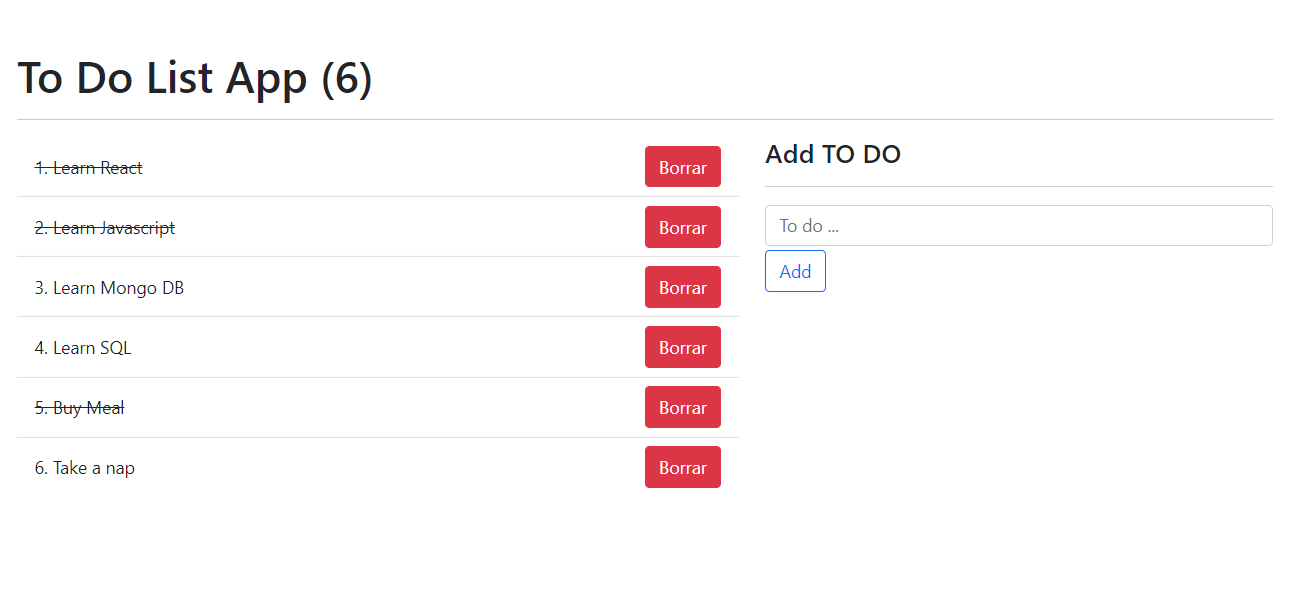 To Do List App (6)
1. Learn React
Borrar
2. Learn Javascript
Borrar
3. Learn Mongo DB
Borrar
4. Learn SQL
Borrar
5. Buy Meal
Borrar
6. Take a nap
Borrar
Add TO DO
To do ...
Add